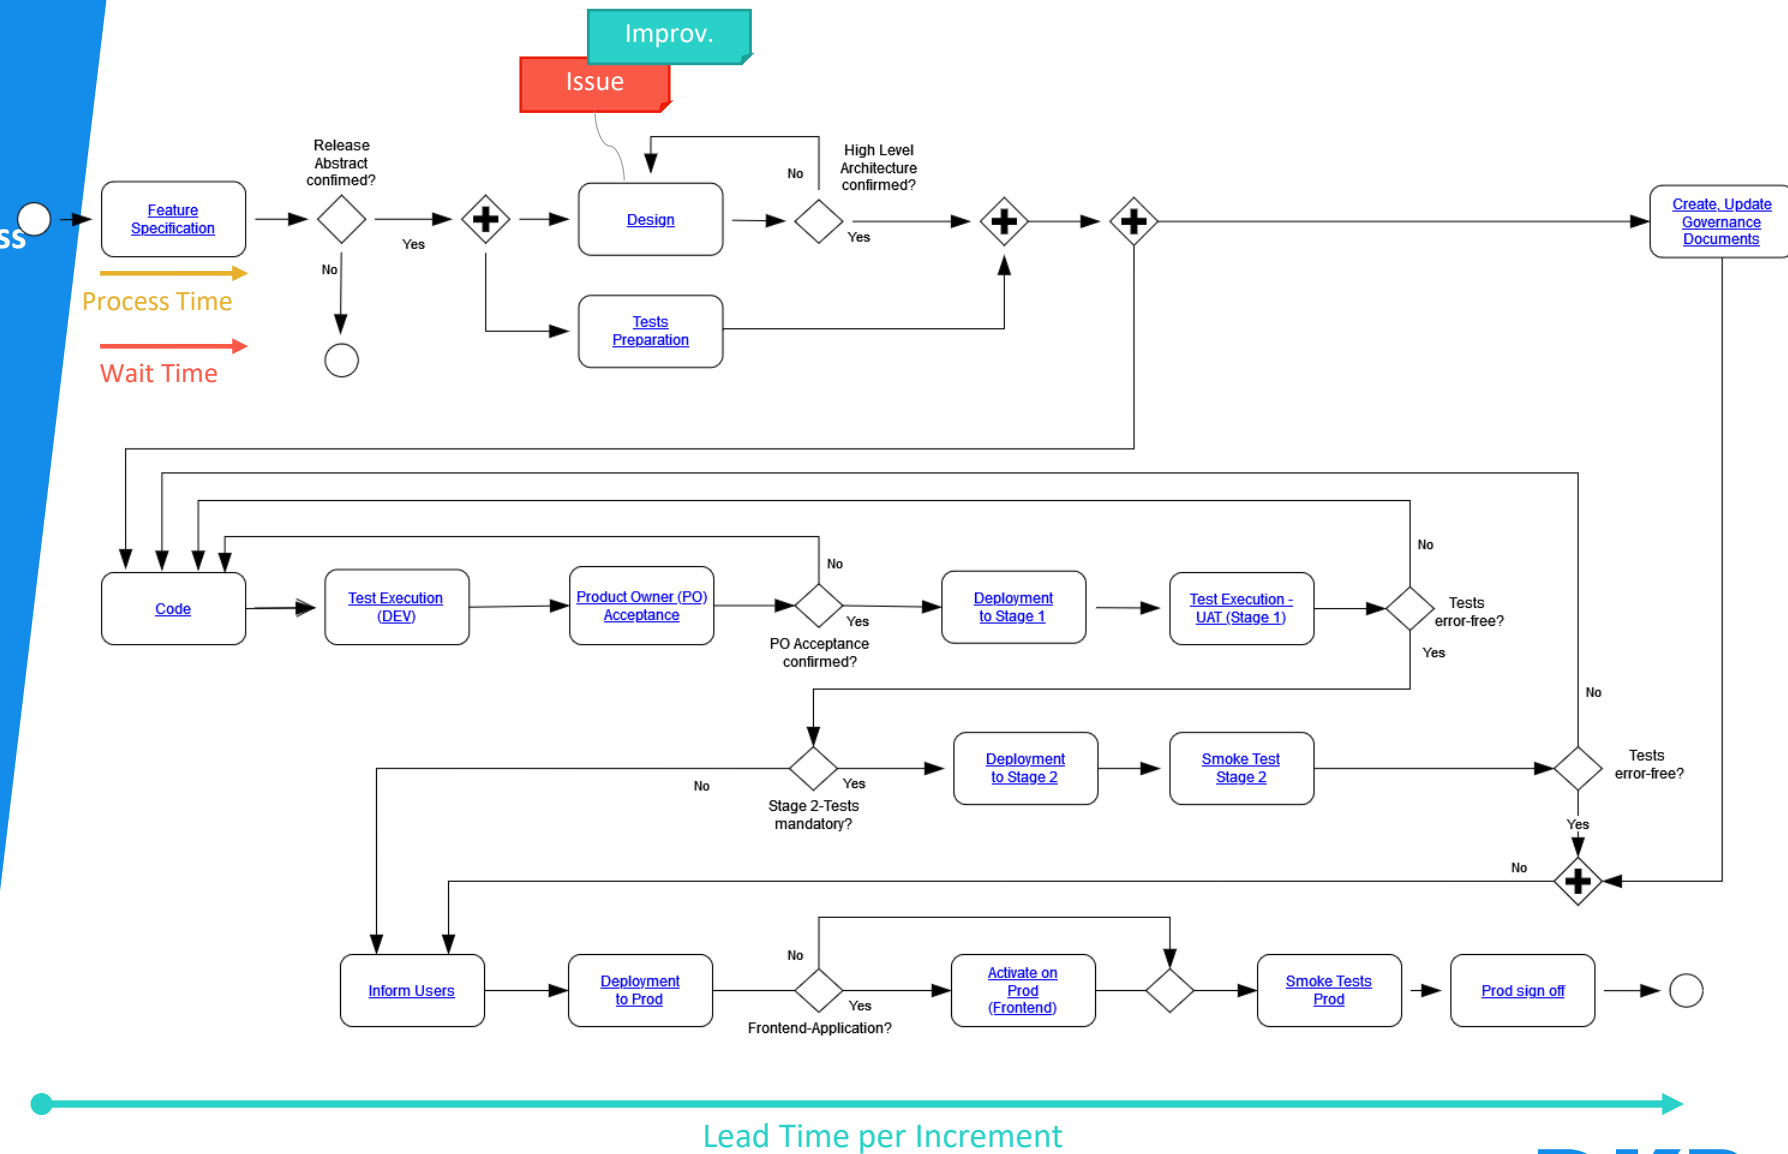 Improv.
Issue
Release
Abstract
confimed?
High Level
Architecture
confirmed?
No
Feature
Specification
Design
Create, Update
Governance
Documents
ss
Yes
Yes
No
Process Time
Tests
Preparation
Wait Time
No
No
Code
Test Execution
(DEV)
Product Owner (PO)
Acceptance
Yes
PO Acceptance
confirmed?
Deployment
to Stage 1
Test Execution -
UAT (Stage 1)
Tests
error-free?
Yes
No
No
Yes
Stage 2-Tests
mandatory?
Deployment
to Stage 2
Smoke Test
Stage 2
Tests
error-free?
Yes
No
No
Inform Users
Deployment
to Prod
Yes
Frontend-Application?
Activate on
Prod
(Frontend)
Smoke Tests
Prod
Prod sign off
Lead Time per Increment